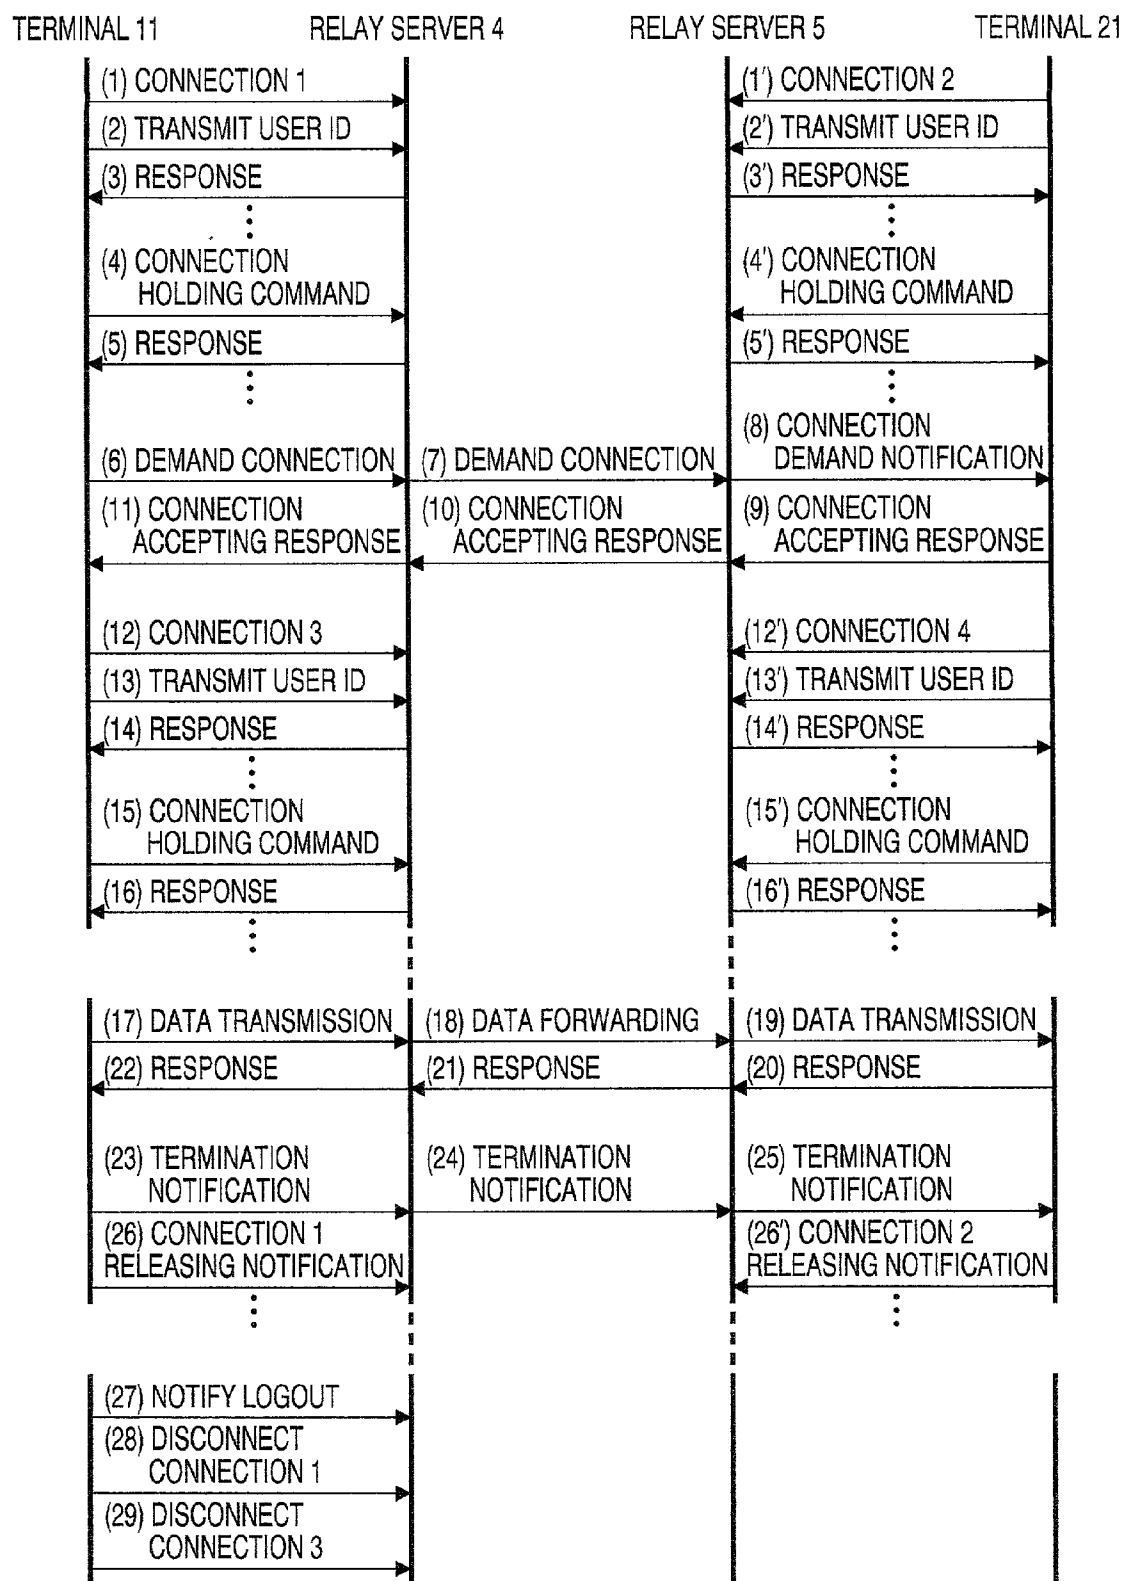 TERMINAL 11 RELAY SERVER 4 RELAY SERVER 5 TERMINAL 21
(1) CONNECTION 1 (1') CONNECTION 2
(2) TRANSMIT USER ID (2') TRANSMIT USER ID
(3) RESPONSE (3') RESPONSE
(4) CONNECTION
HOLDING COMMAND
(4') CONNECTION
HOLDING COMMAND
(5) RESPONSE (5') RESPONSE
(6) DEMAND CONNECTION (7) DEMAND CONNECTION
(8) CONNECTION
DEMAND NOTIFICATION
(11) CONNECTION
ACCEPTING RESPONSE
(10) CONNECTION
ACCEPTING RESPONSE
(9) CONNECTION
ACCEPTING RESPONSE
(12) CONNECTION 3 (12') CONNECTION 4
(13) TRANSMIT USER ID (13') TRANSMIT USER ID
(14) RESPONSE (14') RESPONSE
(15) CONNECTION
HOLDING COMMAND
(15') CONNECTION
HOLDING COMMAND
(16) RESPONSE (16') RESPONSE
(17) DATA TRANSMISSION (18) DATA FORWARDING (19) DATA TRANSMISSION
(22) RESPONSE (21) RESPONSE (20) RESPONSE
(23) TERMINATION
NOTIFICATION
(24) TERMINATION
NOTIFICATION
(25) TERMINATION
NOTIFICATION
(26) CONNECTION 1
RELEASING NOTIFICATION
(26') CONNECTION 2
RELEASING NOTIFICATION
(27) NOTIFY LOGOUT
(28) DISCONNECT
CONNECTION 1
(29) DISCONNECT
CONNECTION 3